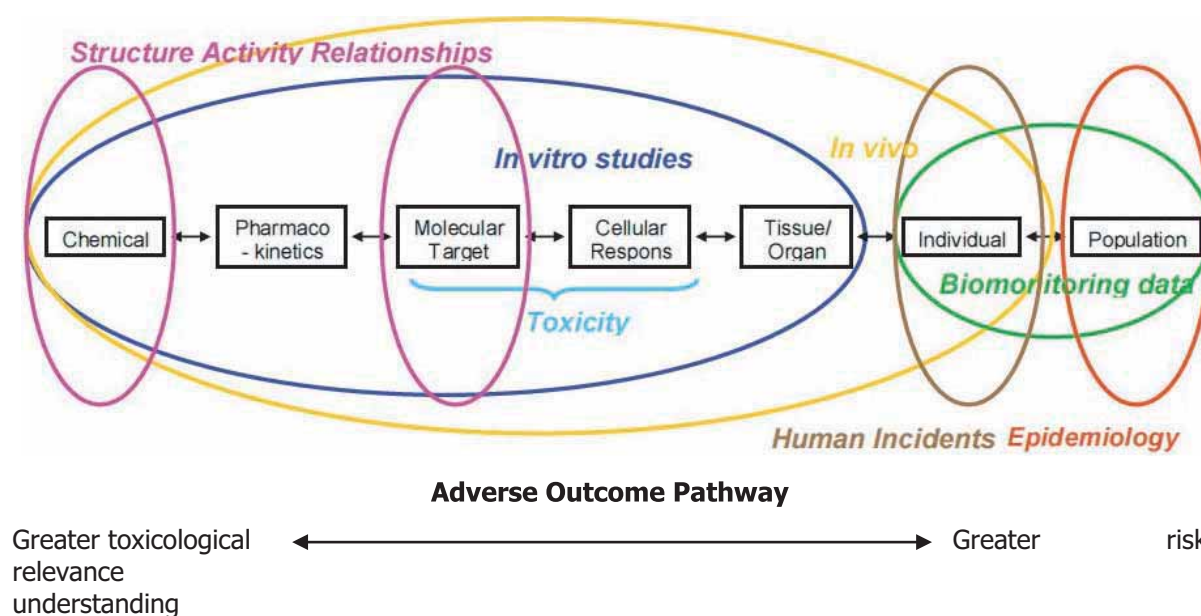 Structure Activity Relationships
In vitro studies
In vivo
Chemical
Pharmaco
- kinetics
Molecular
Target
Cellular
Respons
Tissue/
Organ
Individual
Population
Toxicity
Biomonitoring data
Human Incidents
Epidemiology
Adverse Outcome Pathway
Greater toxicological
relevance
understanding
Greater risk